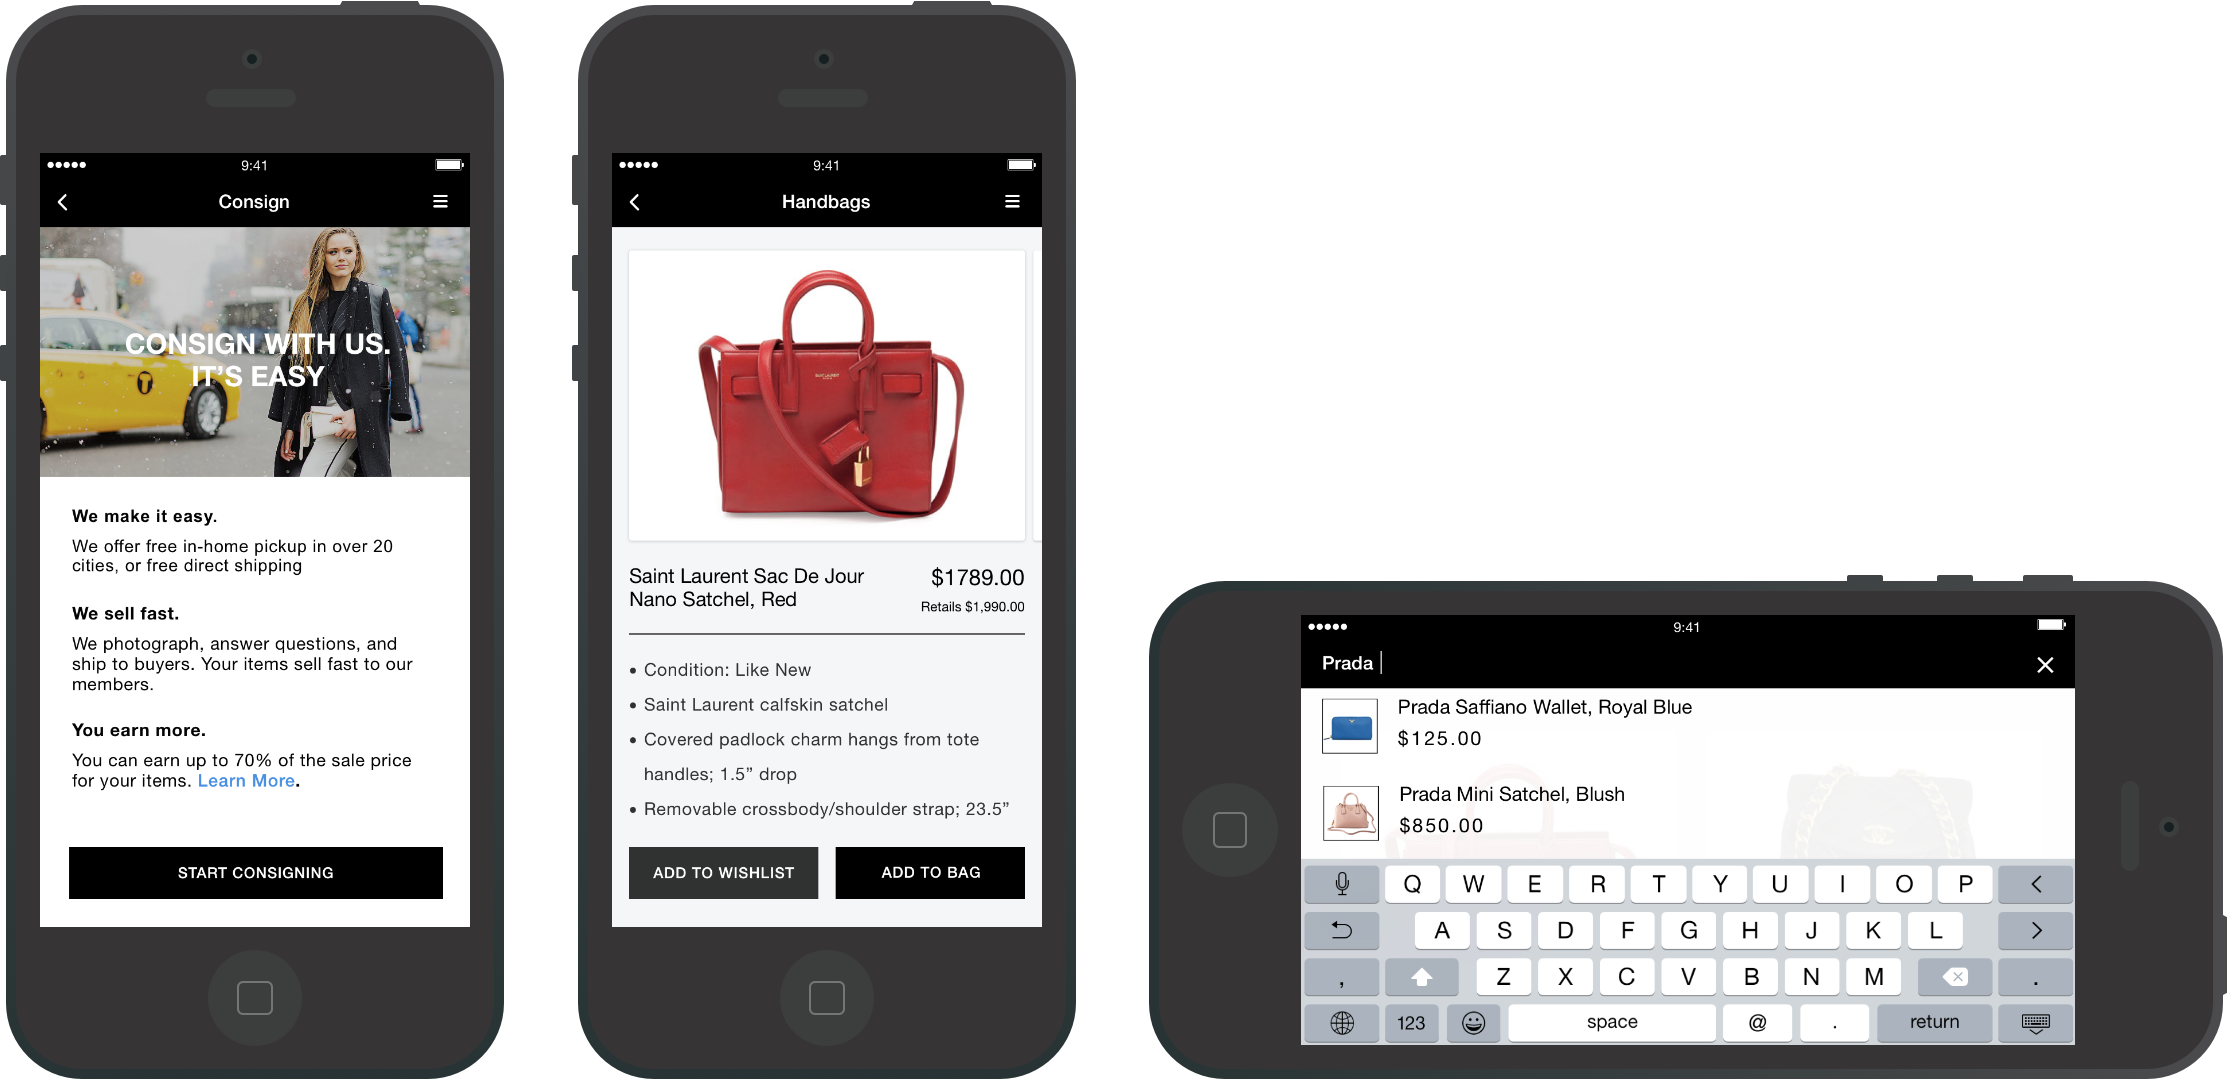 9:41
Consign
CONSIGN WITH US.
IT'S EASY
We make it easy.
We offer free in-home pickup in over 20
cities, or free direct shipping
We sell fast.
We photograph, answer questions, and
ship to buyers. Your items sell fast to our
members.
You earn more.
You can earn up to 70% of the sale price
for your items. Learn More.
START CONSIGNING
9:41
Handbags
SAINT LAURENT
PARIS
Saint Laurent Sac De Jour
Nano Satchel, Red
$1789.00
Retails $1,990.00
• Condition: Like New
• Saint Laurent calfskin satchel
• Covered padlock charm hangs from tote
handles; 1.5” drop
• Removable crossbody/shoulder strap; 23.5”
ADD TO WISHLIST
ADD TO BAG
9:41
Prada
Prada Saffiano Wallet, Royal Blue
$125.00
Prada Mini Satchel, Blush
$850.00
Q W E R T Y U I O P
A S D F G H J K L
, Z X C V B N M .
123 space @ . return